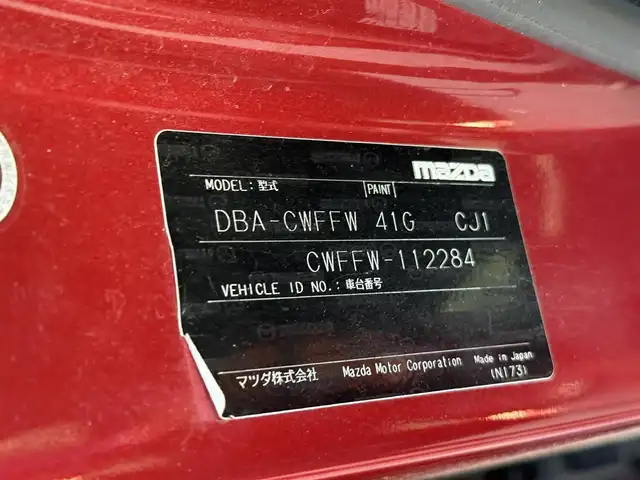 mazda
MODEL:型式 PAINT
DBA-CWFFW 41G CJ1
CWFFW-112284
VEHICLE ID NO.:車台番号
マツダ株式会社 Mazda Motor Corporation Made in Japan
(N173)